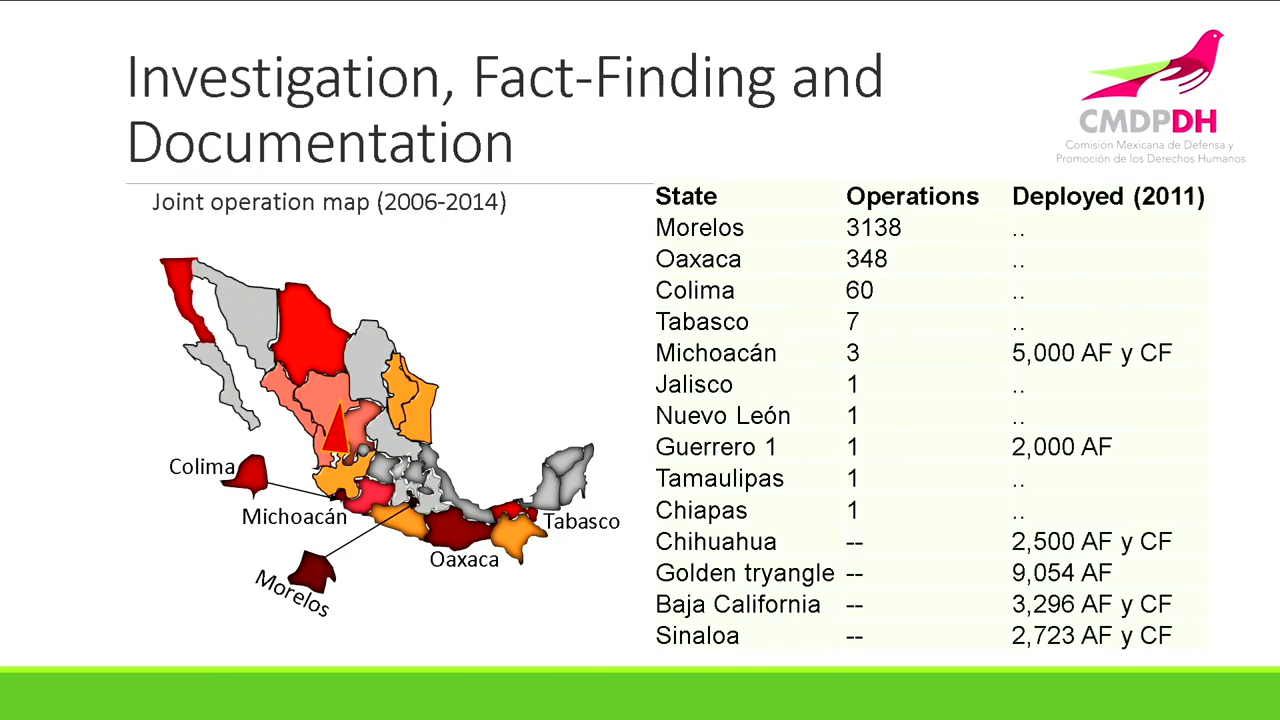 Investigation, Fact-Finding and
Documentation
CMDPDH
Comisión Mexicana de Defensa y
Promoción de los Derechos Humanos
Joint operation map (2006-2014)
Colima
Michoacán
Morelos
Oaxaca
Tabasco
State Operations Deployed (2011)
Morelos 3138 ..
Oaxaca 348 ..
Colima 60 ..
Tabasco 7 ..
Michoacán 3 5,000 AF y CF
Jalisco 1 ..
Nuevo León 1 ..
Guerrero 1 1 2,000 AF
Tamaulipas 1 ..
Chiapas 1 ..
Chihuahua -- 2,500 AF y CF
Golden tryangle -- 9,054 AF
Baja California -- 3,296 AF y CF
Sinaloa -- 2,723 AF y CF